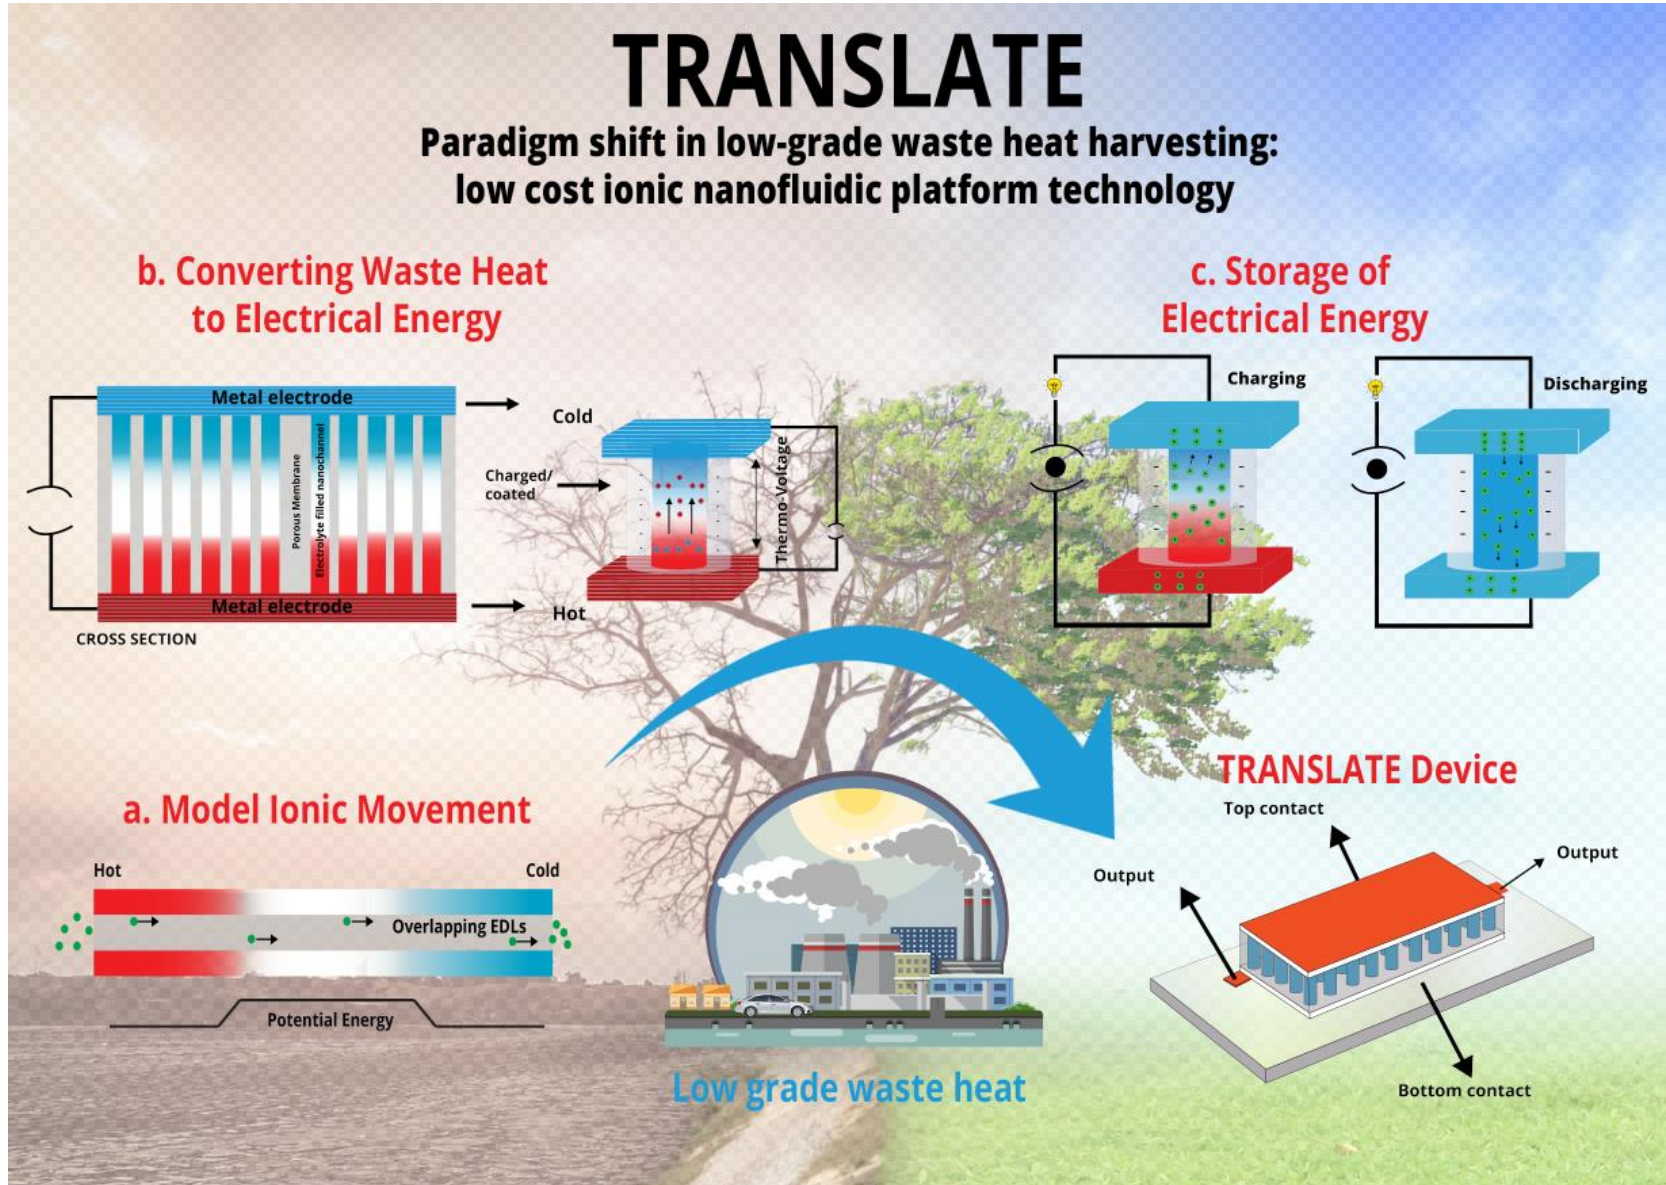 TRANSLATE
Paradigm shift in low-grade waste heat harvesting:
low cost ionic nanofluidic platform technology
b. Converting Waste Heat
to Electrical Energy
Metal electrode
Porous Membrane
Electrolyte filled nanochannel
Metal electrode
CROSS SECTION
Cold
Charged/
coated
Hot
Thermo-Voltage
c. Storage of
Electrical Energy
Charging
Discharging
a. Model Ionic Movement
Hot
Cold
Overlapping EDLs
Potential Energy
Low grade waste heat
TRANSLATE Device
Top contact
Output
Output
Bottom contact